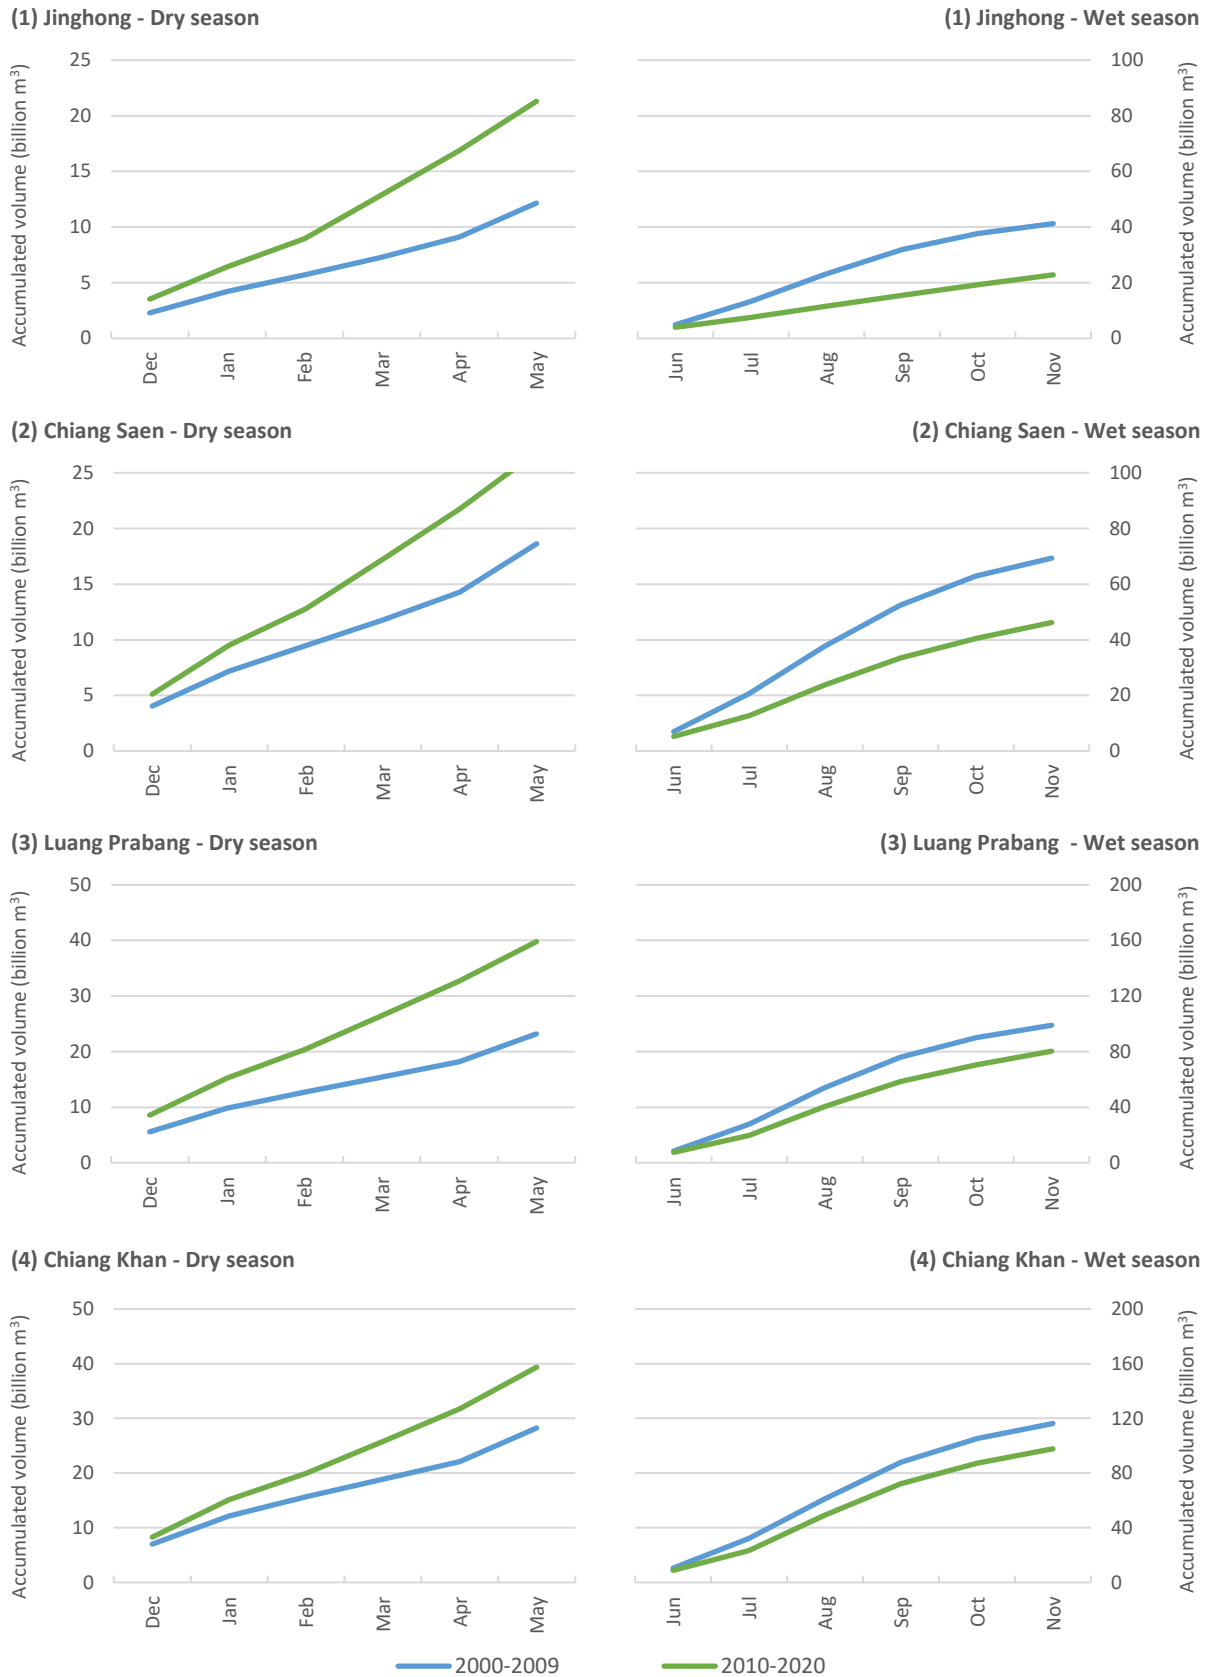 (1) Jinghong - Dry season
Accumulated volume (billion m³)
25
20
15
10
5
0
Dec
Jan
Feb
Mar
Apr
May
(1) Jinghong - Wet season
100
80
60
40
20
0
Accumulated volume (billion m³)
Jun
Jul
Aug
Sep
Oct
Nov
(2) Chiang Saen - Dry season
Accumulated volume (billion m³)
25
20
15
10
5
0
Dec
Jan
Feb
Mar
Apr
May
(2) Chiang Saen - Wet season
100
80
60
40
20
0
Accumulated volume (billion m³)
Jun
Jul
Aug
Sep
Oct
Nov
(3) Luang Prabang - Dry season
Accumulated volume (billion m³)
50
40
30
20
10
0
Dec
Jan
Feb
Mar
Apr
May
(3) Luang Prabang  - Wet season
200
160
120
80
40
0
Accumulated volume (billion m³)
Jun
Jul
Aug
Sep
Oct
Nov
(4) Chiang Khan - Dry season
Accumulated volume (billion m³)
50
40
30
20
10
0
Dec
Jan
Feb
Mar
Apr
May
(4) Chiang Khan - Wet season
200
160
120
80
40
0
Accumulated volume (billion m³)
Jun
Jul
Aug
Sep
Oct
Nov
2000-2009
2010-2020